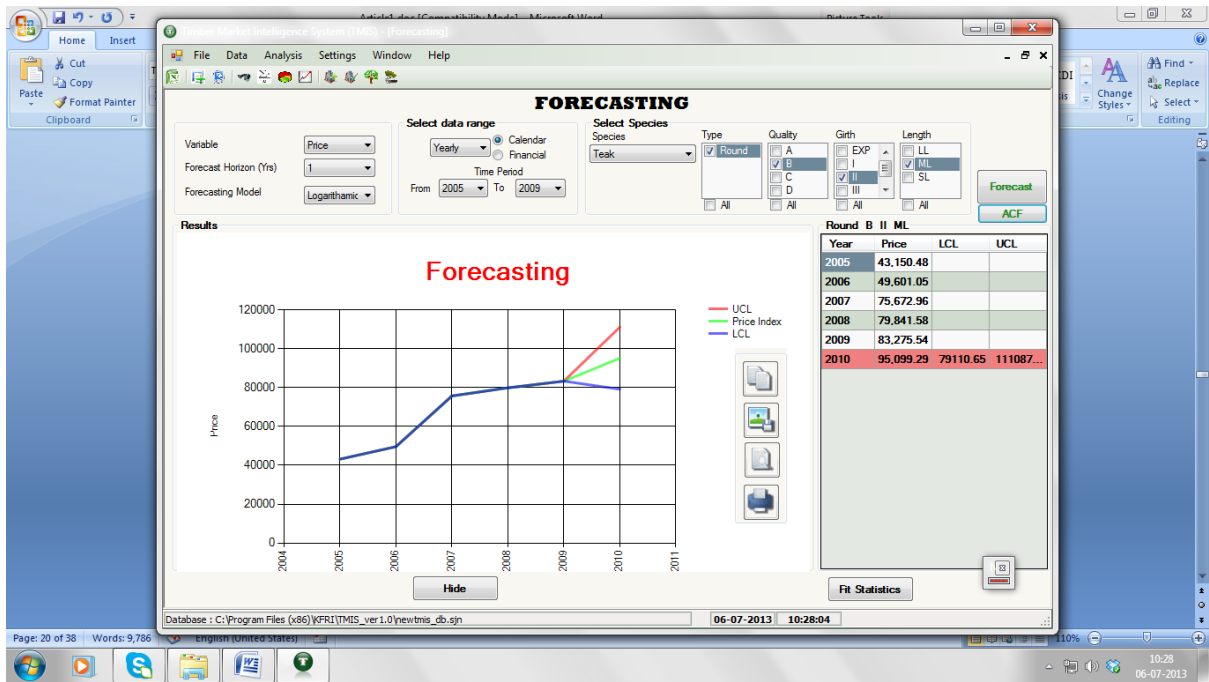 Article1.doc [Compatibility Mode] - Microsoft Word
Picture Tools
Home Insert
Cut
Copy
Format Painter
Paste
Clipboard
Find
Replace
Select
Editing
Change Styles
Timber Market Intelligence System (TMIS) - [Forecasting]
File Data Analysis Settings Window Help
FORECASTING
Variable Price
Forecast Horizon (Yrs) 1
Forecasting Model Logarithamic
Select data range
Yearly Calendar
Financial
Time Period
From 2005 To 2009
Select Species
Species
Teak
Type
Round
All
Quality
A
B
C
D
All
Girth
EXP
I
II
III
All
Length
LL
ML
SL
All
Forecast
ACF
Results
Forecasting
Price
120000
100000
80000
60000
40000
20000
0
2004 2005 2006 2007 2008 2009 2010 2011
UCL
Price Index
LCL
Round B II ML
Year Price LCL UCL
2005 43,150.48
2006 49,601.05
2007 75,672.96
2008 79,841.58
2009 83,275.54
2010 95,099.29 79110.65 111087...
Hide
Fit Statistics
Database : C:\Program Files (x86)\KFRI\TMIS_ver1.0\newtmis_db.sjn
06-07-2013 10:28:04
Page: 20 of 38 Words: 9,786 English (United States)
110%
10:28
06-07-2013